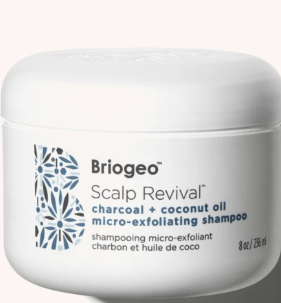 Briogeo™
Scalp Revival™
charcoal + coconut oil
micro-exfoliating shampoo
shampooing micro-exfoliant
charbon et huile de coco
8 oz / 236 ml